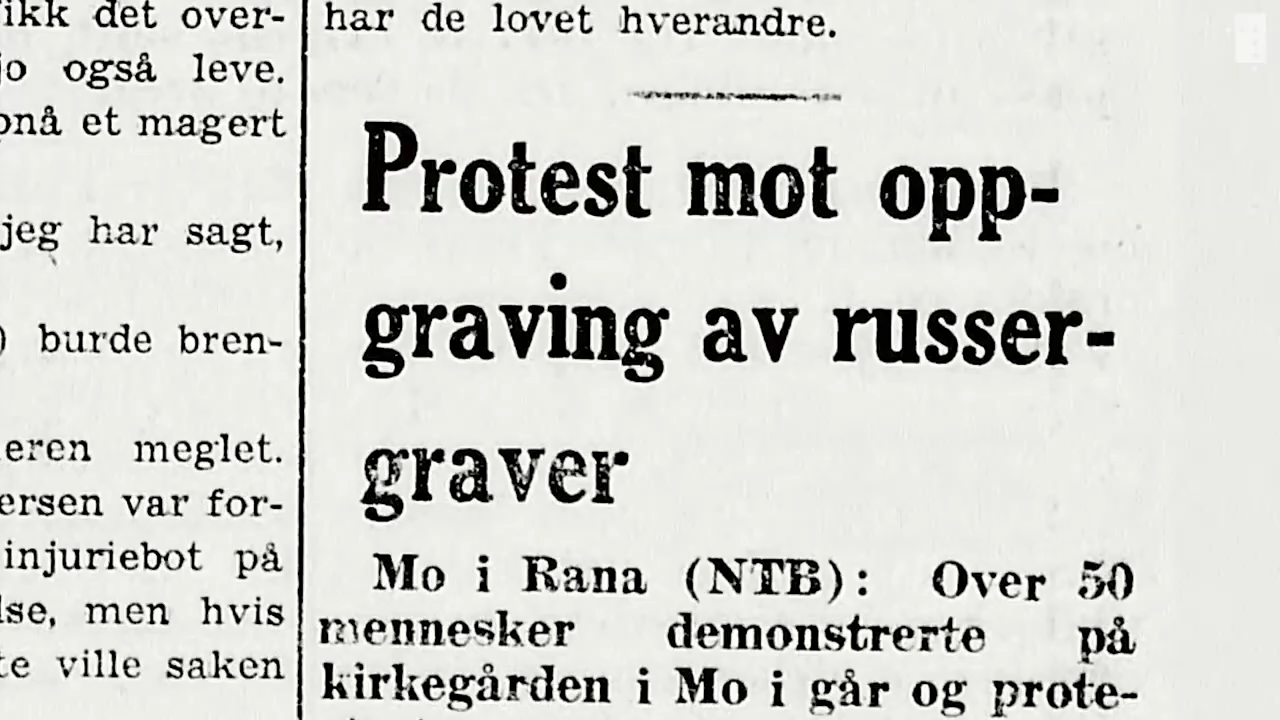 ikk det over-
jo også leve.
et magert
jeg har sagt,
) burde bren-
eren meglet.
ersen var for-
injuriebot på
lse, men hvis
te ville saken
har de lovet hverandre.
Protest mot opp-
graving av russer-
graver
Mo i Rana (NTB): Over 50
mennesker demonstrerte på
kirkegården i Mo i går og prote-